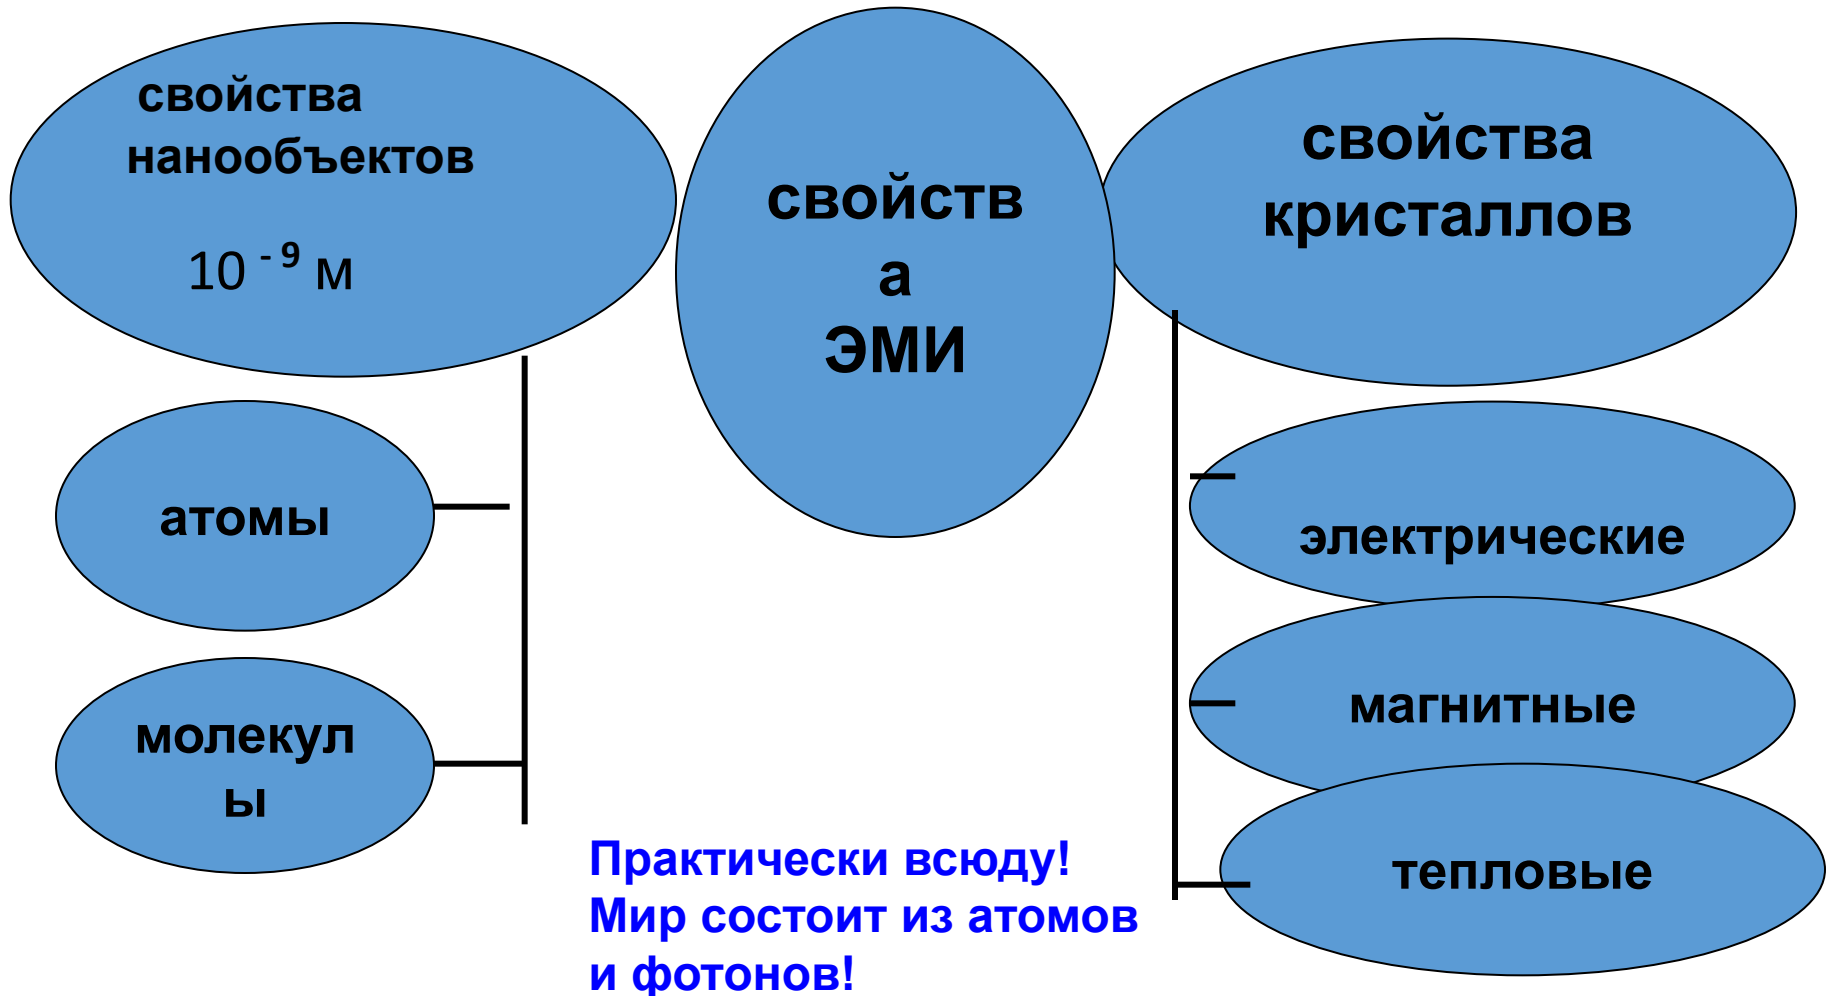 свойства
нанообъектов
10 - 9 м
свойств
а
ЭМИ
свойства
кристаллов
атомы
молекул
ы
электрические
магнитные
тепловые
Практически всюду!
Мир состоит из атомов
и фотонов!